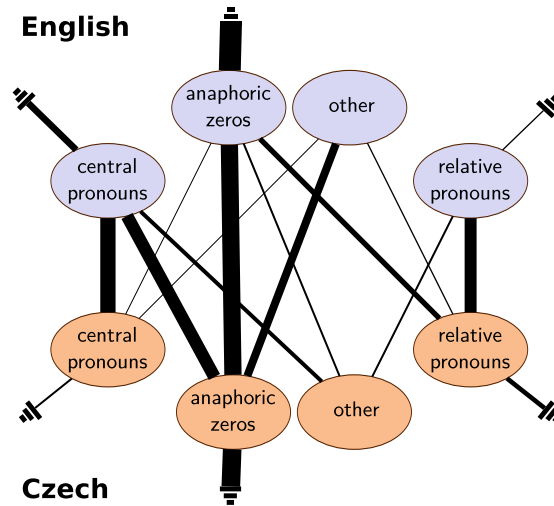 English
anaphoric
zeros
other
central
pronouns
relative
pronouns
central
pronouns
relative
pronouns
anaphoric
zeros
other
Czech